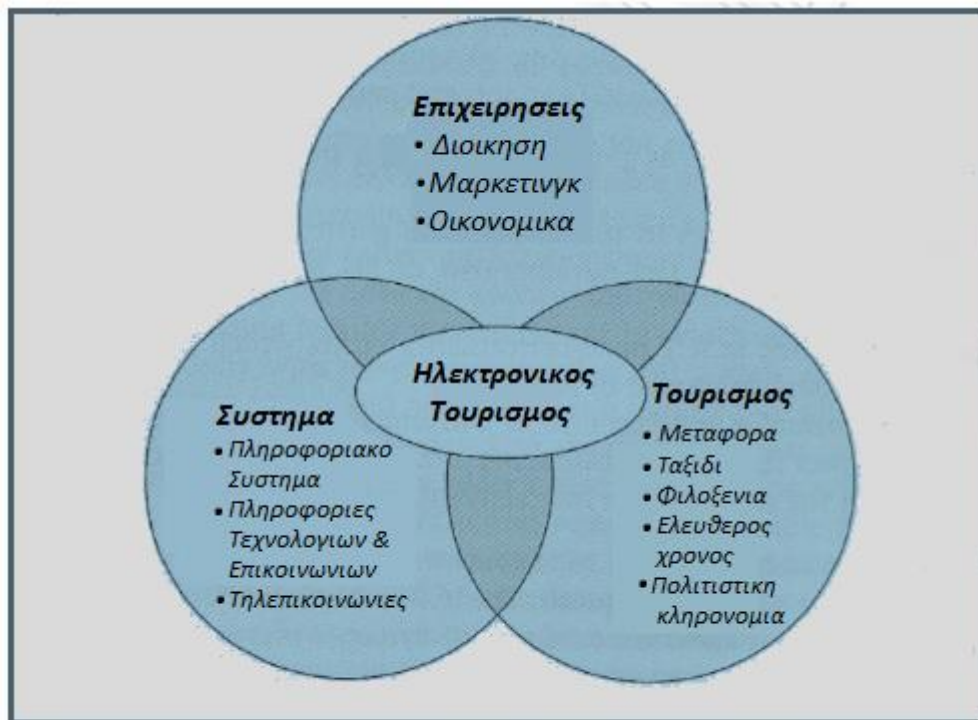 Επιχειρησεις
• Διοικηση
• Μαρκετινγκ
• Οικονομικα
Ηλεκτρονικος
Τουρισμος
Συστημα
• Πληροφοριακο
Συστημα
• Πληροφοριες
Τεχνολογιων &
Επικοινωνιων
• Τηλεπικοινωνιες
Τουρισμος
• Μεταφορα
• Ταξιδι
• Φιλοξενια
• Ελευθερος
χρονος
• Πολιτιστικη
κληρονομια